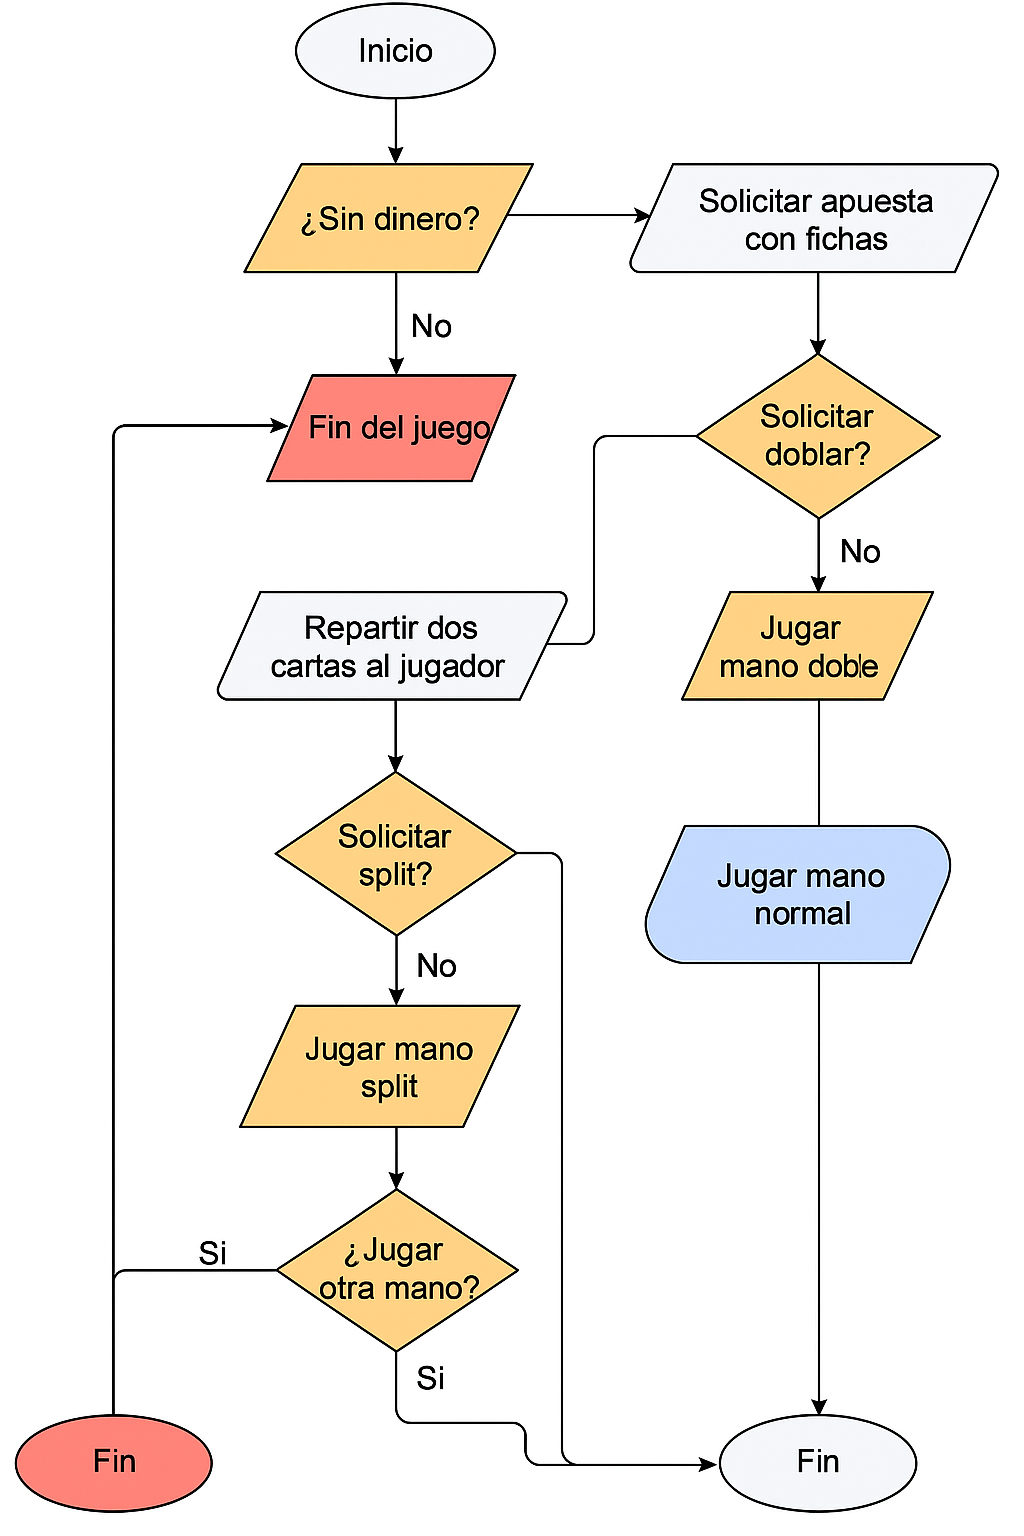 Inicio
¿Sin dinero?
Solicitar apuesta
con fichas
No
Fin del juego
Solicitar
doblar?
No
Repartir dos
cartas al jugador
Jugar
mano doble
Solicitar
split?
Jugar mano
normal
No
Jugar mano
split
¿Jugar
otra mano?
Si
Si
Fin
Fin